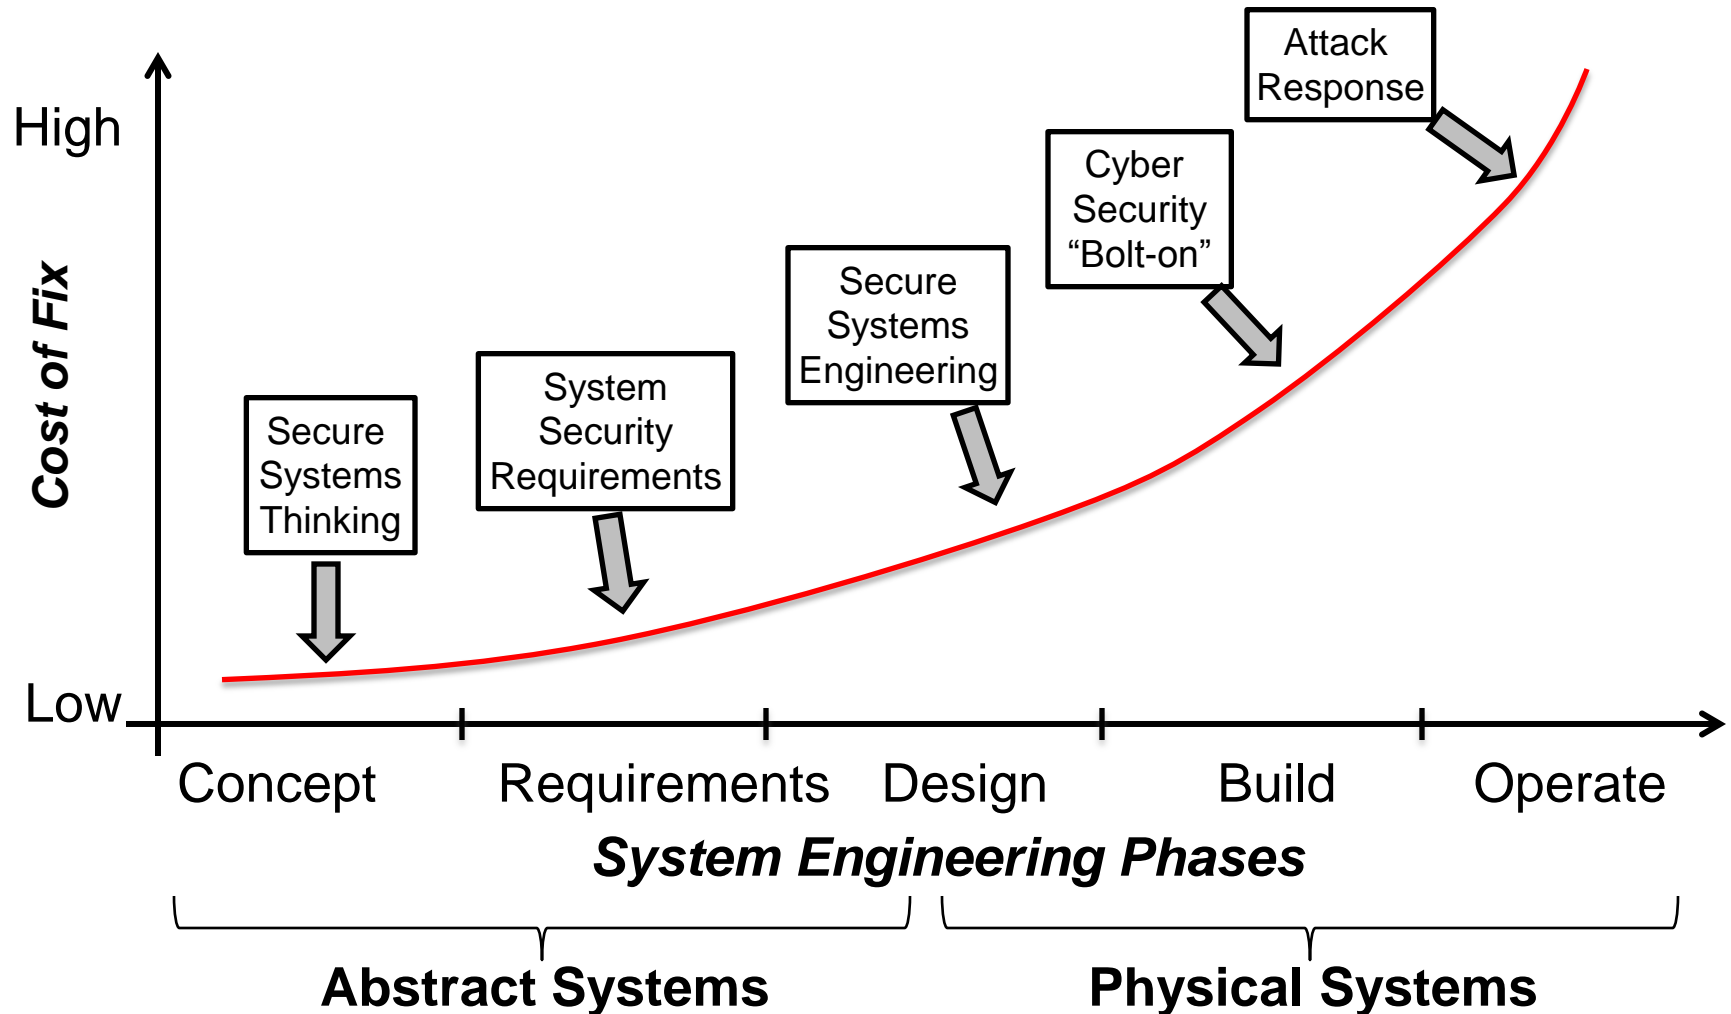 Attack
Response
High
Cyber
Security
“Bolt-on”
Secure
Systems
Engineering
System
Security
Requirements
Secure
Systems
Thinking
Cost of Fix
Low
Concept
Requirements
Design
Build
Operate
System Engineering Phases
Abstract Systems
Physical Systems